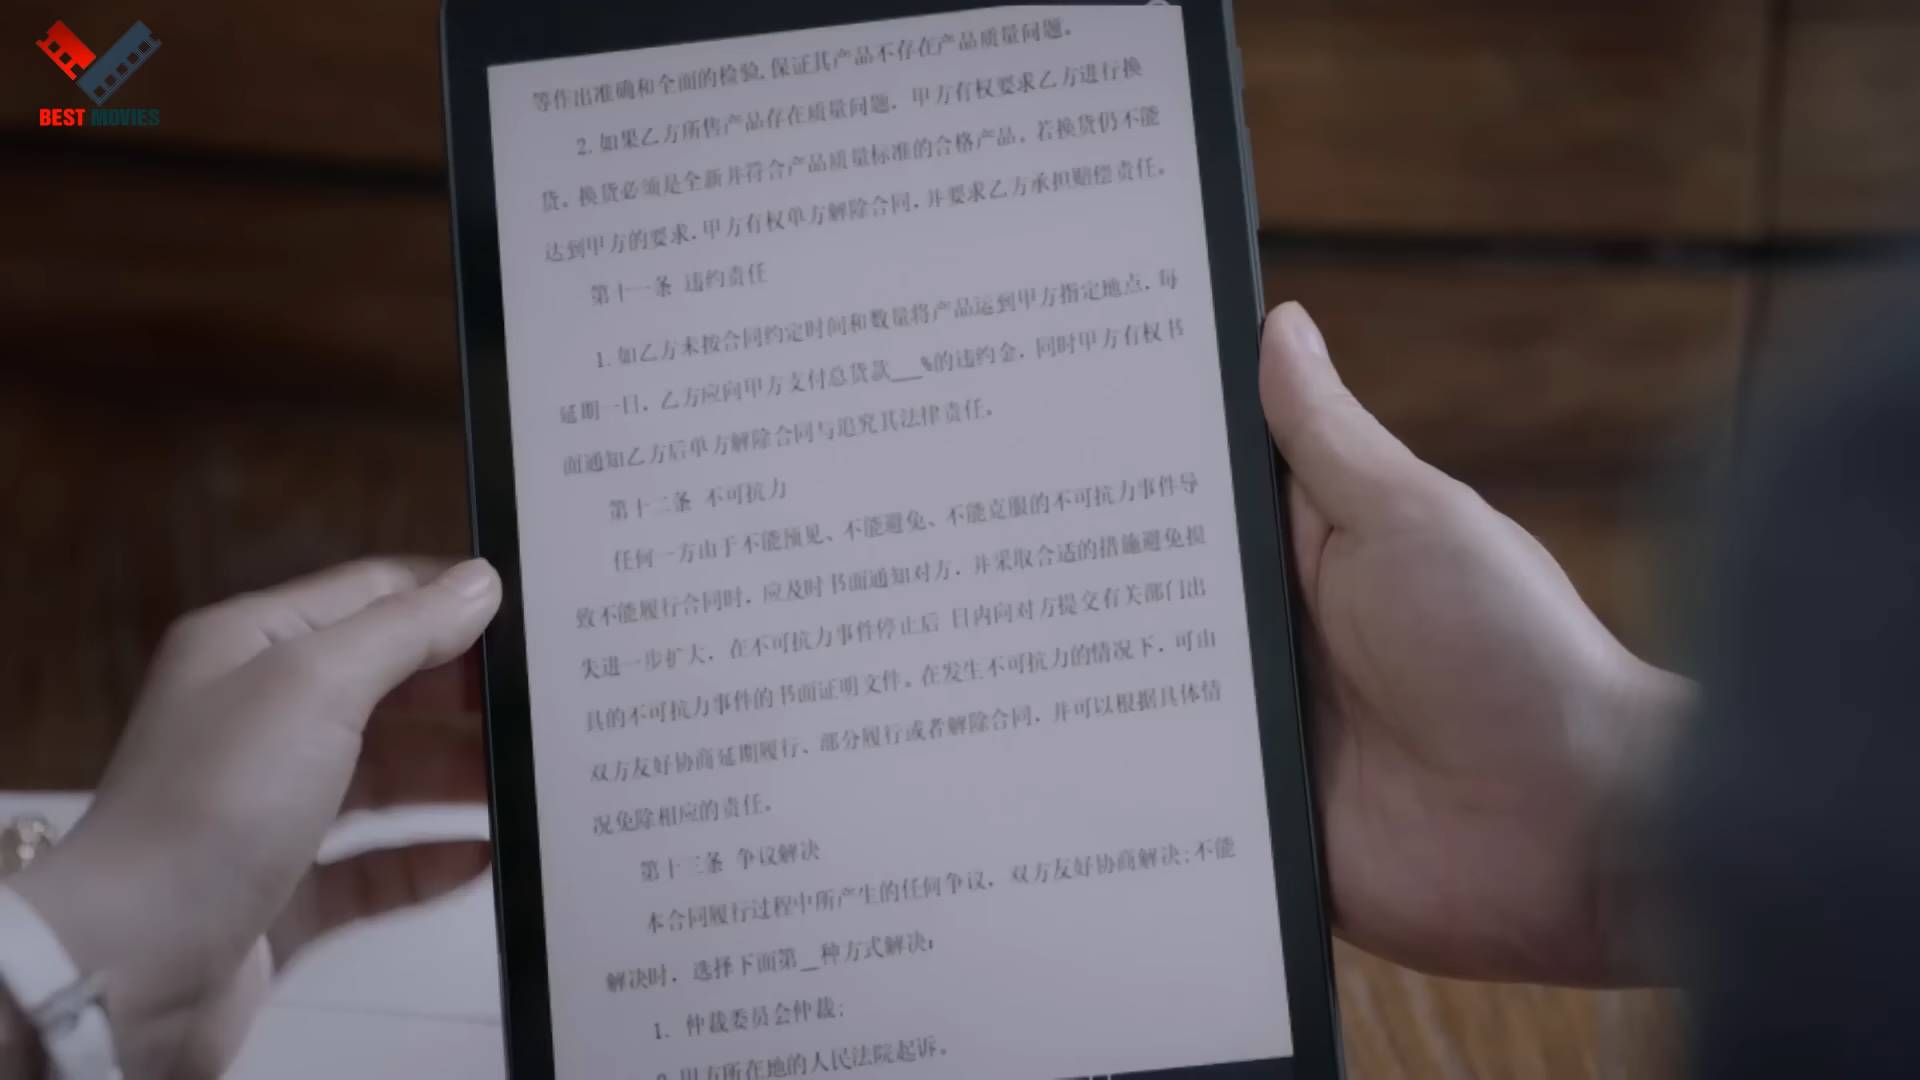 BEST MOVIES
等作出准确和全面的检验,保证其产品不存在产品质量问题。
2.如果乙方所售产品存在质量问题，甲方有权要求乙方进行换
货。换货必须是全新并符合产品质量标准的合格产品。若换货仍不能
达到甲方的要求，甲方有权单方解除合同，并要求乙方承担赔偿责任。
第十一条 违约责任
1.如乙方未按合同约定时间和数量将产品运到甲方指定地点，每
延期一日，乙方应向甲方支付总货款___%的违约金，同时甲方有权书
面通知乙方后单方解除合同与追究其法律责任。
第十二条 不可抗力
任何一方由于不能预见、不能避免、不能克服的不可抗力事件导
致不能履行合同时，应及时书面通知对方，并采取合适的措施避免损
失进一步扩大，在不可抗力事件停止后 日内向对方提交有关部门出
具的不可抗力事件的书面证明文件。在发生不可抗力的情况下，可由
双方友好协商延期履行、部分履行或者解除合同，并可以根据具体情
况免除相应的责任。
第十三条 争议解决
本合同履行过程中所产生的任何争议，双方友好协商解决;不能
解决时，选择下面第__种方式解决：
1. 仲裁委员会仲裁;
2.甲方所在地的人民法院起诉。